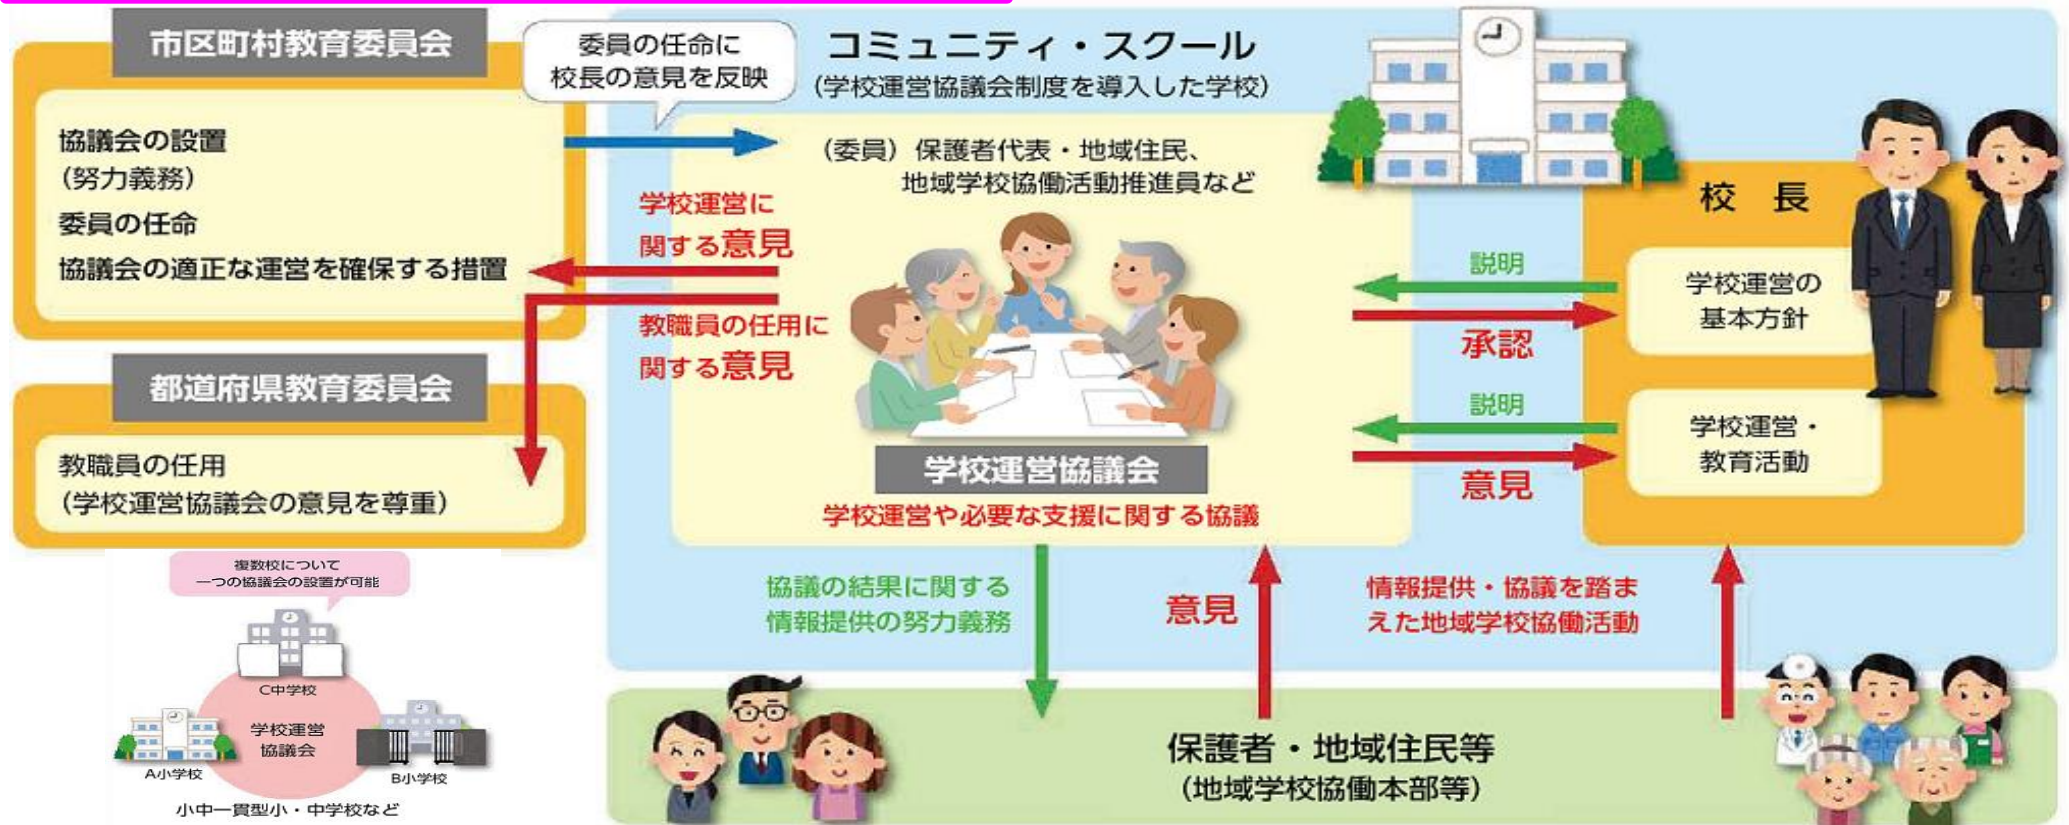 市区町村教育委員会
協議会の設置
(努力義務)
委員の任命
協議会の適正な運営を確保する措置
都道府県教育委員会
教職員の任用
(学校運営協議会の意見を尊重)
委員の任命に
校長の意見を反映
コミュニティ・スクール
(学校運営協議会制度を導入した学校)
(委員) 保護者代表・地域住民、
地域学校協働活動推進員など
学校運営に
関する意見
教職員の任用に
関する意見
学校運営協議会
学校運営や必要な支援に関する協議
校 長
説明
承認
学校運営の
基本方針
説明
意見
学校運営・
教育活動
協議の結果に関する
情報提供の努力義務
意見
情報提供・協議を踏ま
えた地域学校協働活動
保護者・地域住民等
(地域学校協働本部等)
複数校について
一つの協議会の設置が可能
C中学校
学校運営
協議会
A小学校
B小学校
小中一貫型小・中学校など